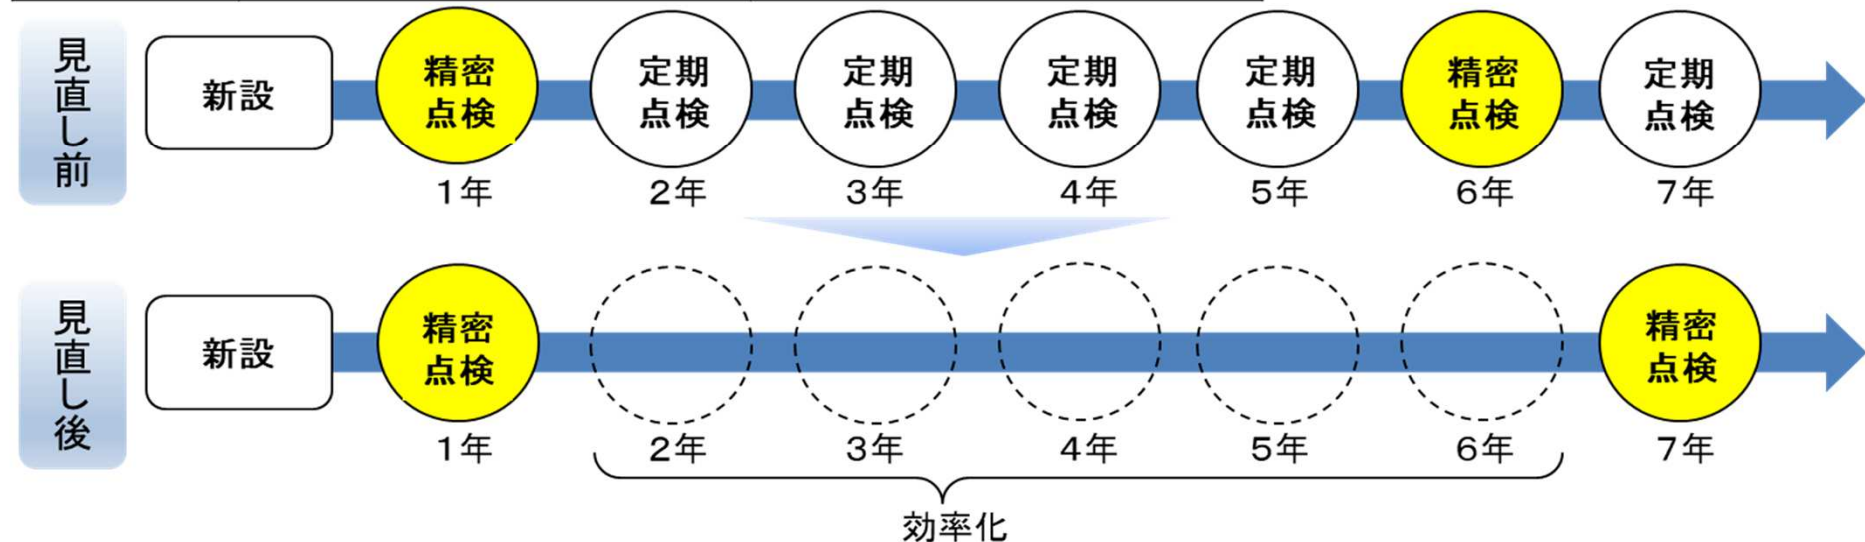 見直し前
新設
精密
点検
定期
点検
定期
点検
定期
点検
定期
点検
精密
点検
定期
点検
1年
2年
3年
4年
5年
6年
7年
見直し後
新設
精密
点検
精密
点検
1年
2年
3年
4年
5年
6年
7年
効率化